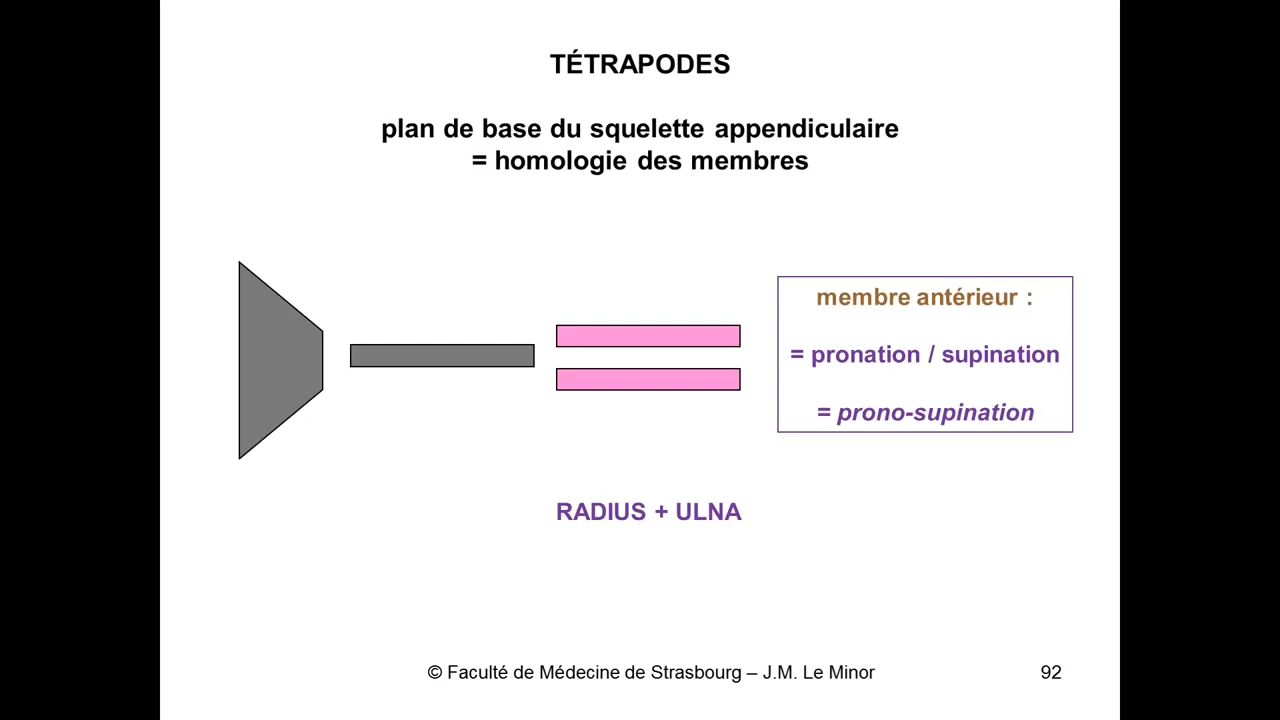 TÉTRAPODES
plan de base du squelette appendiculaire
= homologie des membres
membre antérieur :
= pronation / supination
= prono-supination
RADIUS + ULNA
© Faculté de Médecine de Strasbourg – J.M. Le Minor
92